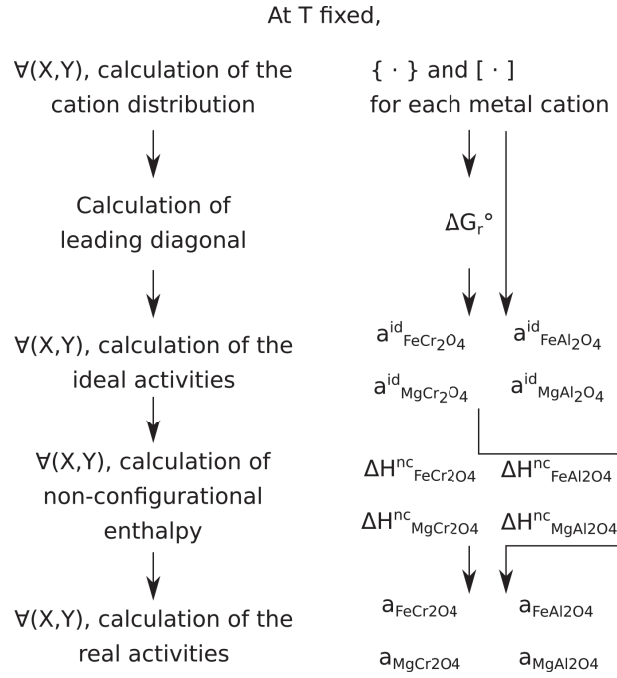 At T fixed,
∀(X,Y), calculation of the
cation distribution
{ · } and [ · ]
for each metal cation
Calculation of
leading diagonal
ΔGᵣ°
∀(X,Y), calculation of the
ideal activities
aⁱᵈFeCr₂O₄ aⁱᵈFeAl₂O₄
aⁱᵈMgCr₂O₄ aⁱᵈMgAl₂O₄
∀(X,Y), calculation of
non-configurational
enthalpy
ΔHⁿᶜFeCr2O4 ΔHⁿᶜFeAl2O4
ΔHⁿᶜMgCr2O4 ΔHⁿᶜMgAl2O4
∀(X,Y), calculation of the
real activities
aFeCr2O4 aFeAl2O4
aMgCr2O4 aMgAl2O4